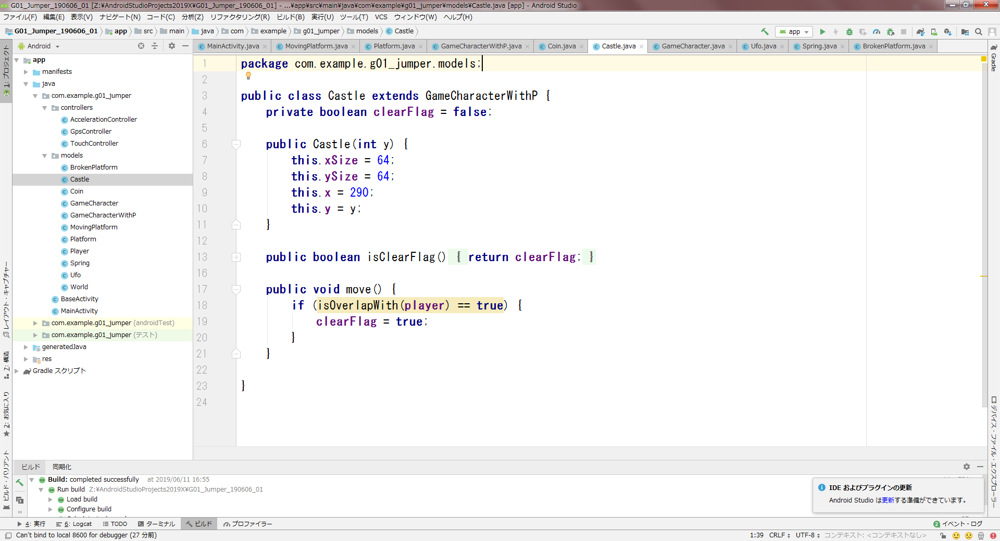 G01_Jumper_190606_01 [Z:¥AndroidStudioProjects2019X¥G01_Jumper_190606_01] - ...¥app¥src¥main¥java¥com¥example¥g01_jumper¥models¥Castle.java [app] - Android Studio
ファイル(F) 編集(E) 表示(V) ナビゲート(N) コード(C) 分析(Z) リファクタリング(R) ビルド(B) 実行(U) ツール(T) VCS ウィンドウ(W) ヘルプ(H)
G01_Jumper_190606_01 app src main java com example g01_jumper models Castle app
Android
MainActivity.java MovingPlatform.java Platform.java GameCharacterWithP.java Coin.java Castle.java GameCharacter.java Ufo.java Spring.java BrokenPlatform.java
1: プロジェクト
レイアウト・キャプチャー
Z: 構造
2: お気に入り
ビルド・バリアント
app
manifests
java
com.example.g01_jumper
controllers
AccelerationController
GpsController
TouchController
models
BrokenPlatform
Castle
Coin
GameCharacter
GameCharacterWithP
MovingPlatform
Platform
Player
Spring
Ufo
World
BaseActivity
MainActivity
com.example.g01_jumper (androidTest)
com.example.g01_jumper (テスト)
generatedJava
res
Gradle スクリプト
1 package com.example.g01_jumper.models;
2
3 public class Castle extends GameCharacterWithP {
4 private boolean clearFlag = false;
5
6 public Castle(int y) {
7 this.xSize = 64;
8 this.ySize = 64;
9 this.x = 290;
10 this.y = y;
11 }
12
13 public boolean isClearFlag() { return clearFlag; }
16
17 public void move() {
18 if (isOverlapWith(player) == true) {
19 clearFlag = true;
20 }
21 }
22
23 }
24
Gradle
デバイス・ファイル・エクスプローラー
ビルド 同期化
Build: completed successfully at 2019/06/11 16:55
Run build Z:¥AndroidStudioProjects2019X¥G01_Jumper_190606_01
Load build
Configure build
IDE およびプラグインの更新
Android Studio は更新する準備ができています。
4: 実行 6: Logcat TODO ターミナル ビルド プロファイラー 2 イベント・ログ
Can't bind to local 8600 for debugger (27 分前) 1:39 CRLF UTF-8 コンテキスト: <コンテキストなし>